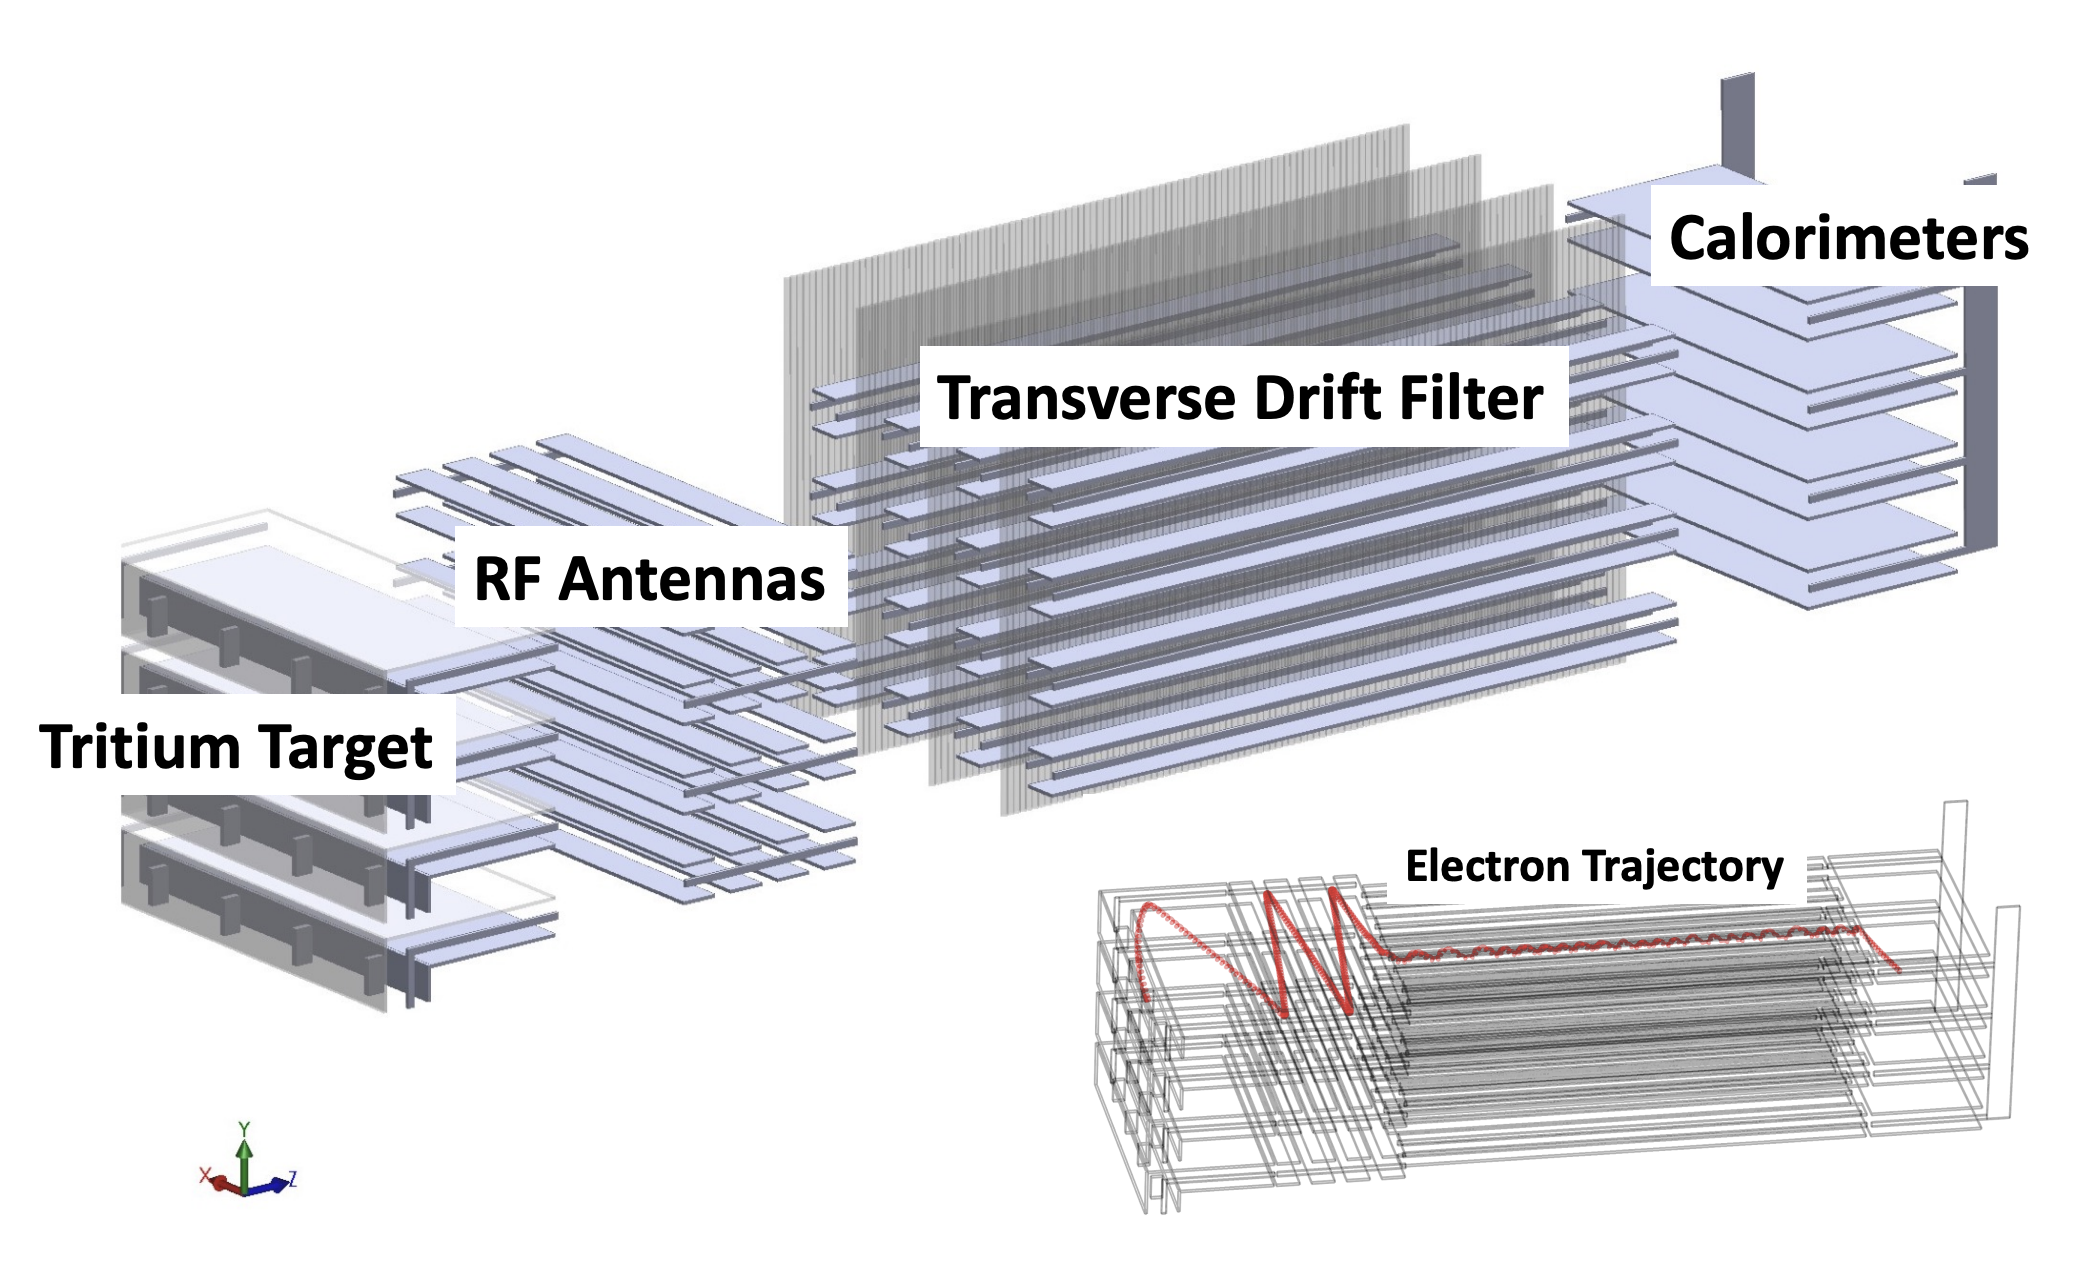 Calorimeters
Transverse Drift Filter
RF Antennas
Tritium Target
Electron Trajectory
Y
X
Z